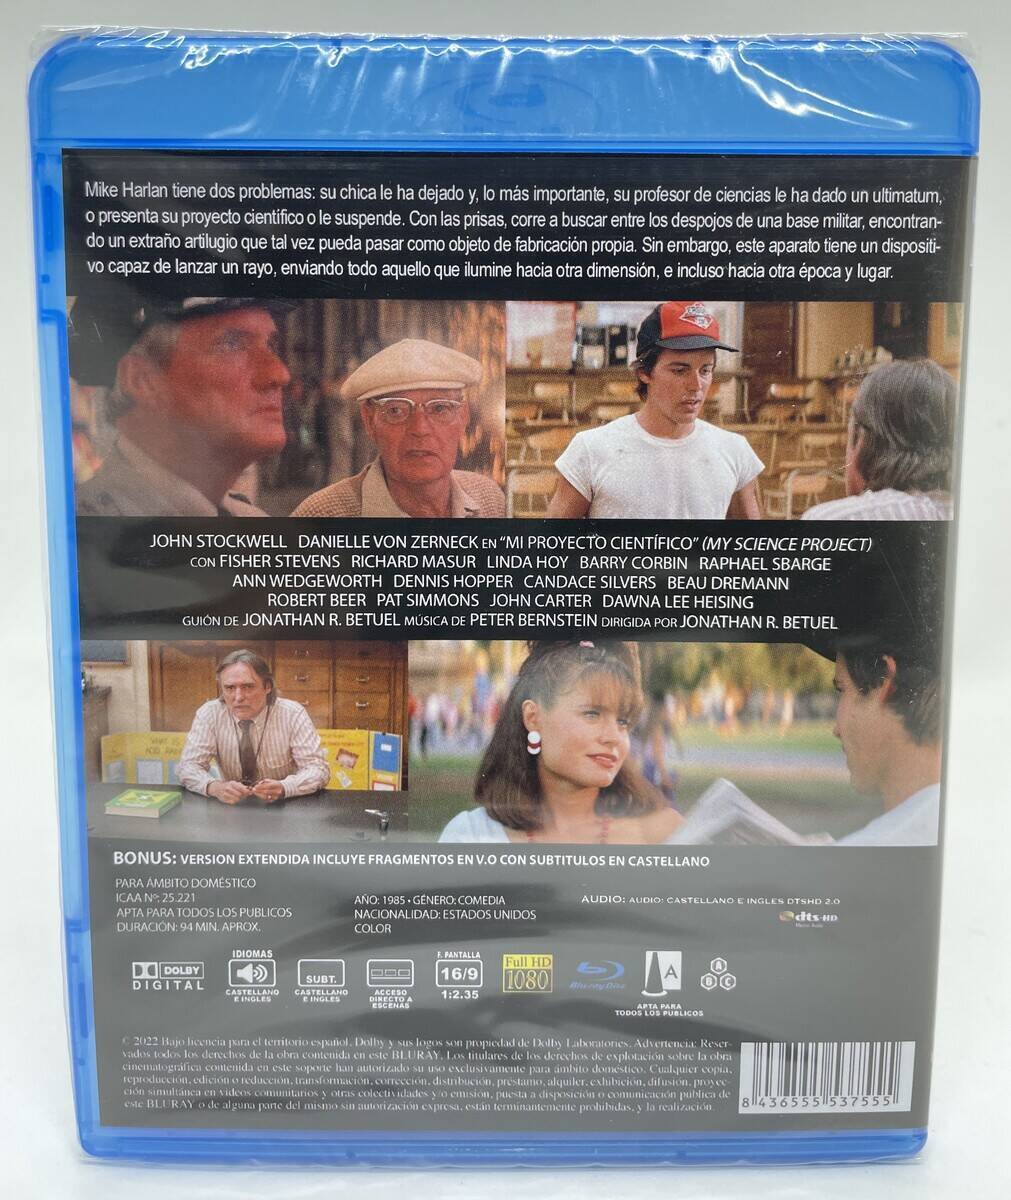 Mike Harlan tiene dos problemas: su chica le ha dejado y, lo más importante, su profesor de ciencias le ha dado un ultimatum,
o presenta su proyecto científico o le suspende. Con las prisas, corre a buscar entre los despojos de una base militar, encontran-
do un extraño artilugio que tal vez pueda pasar como objeto de fabricación propia. Sin embargo, este aparato tiene un dispositi-
vo capaz de lanzar un rayo, enviando todo aquello que ilumine hacia otra dimensión, e incluso hacia otra época y lugar.
JOHN STOCKWELL DANIELLE VON ZERNECK EN "MI PROYECTO CIENTÍFICO" (MY SCIENCE PROJECT)
CON FISHER STEVENS RICHARD MASUR LINDA HOY BARRY CORBIN RAPHAEL SBARGE
ANN WEDGEWORTH DENNIS HOPPER CANDACE SILVERS BEAU DREMANN
ROBERT BEER PAT SIMMONS JOHN CARTER DAWNA LEE HEISING
GUIÓN DE JONATHAN R. BETUEL MÚSICA DE PETER BERNSTEIN DIRIGIDA POR JONATHAN R. BETUEL
WHAT IS
ACID RAIN
BONUS: VERSION EXTENDIDA INCLUYE FRAGMENTOS EN V.O CON SUBTITULOS EN CASTELLANO
PARA ÁMBITO DOMÉSTICO
ICAA Nº: 25.221
APTA PARA TODOS LOS PUBLICOS
DURACIÓN: 94 MIN. APROX.
AÑO: 1985 • GÉNERO: COMEDIA
NACIONALIDAD: ESTADOS UNIDOS
COLOR
AUDIO: AUDIO: CASTELLANO E INGLES DTSHD 2.0
dts-HD
Master Audio
DOLBY
DIGITAL
IDIOMAS
CASTELLANO
E INGLES
SUBT.
CASTELLANO
E INGLES
ACCESO
DIRECTO A
ESCENAS
F. PANTALLA
16/9
1:2.35
Full HD
1080
Blu-ray Disc
A
APTA PARA
TODOS LOS PUBLICOS
A
B C
© 2022 Bajo licencia para el territorio español. Dolby y sus logos son propiedad de Dolby Laboratories. Advertencia: Reser-
vados todos los derechos de la obra contenida en este BLURAY. Los titulares de los derechos de explotación sobre la obra
cinematográfica contenida en este soporte han autorizado su uso exclusivamente para ámbito doméstico. Cualquier copia,
reproducción, edición o reducción, transformación, corrección, distribución, préstamo, alquiler, exhibición, difusión, proyec-
ción simultánea en videos comunitarios y otras colectividades y/o emisión, puesta a disposición o comunicación pública de
este BLURAY o de alguna parte del mismo sin autorización expresa, están terminantemente prohibidas, y la realización.
8 436555 537555